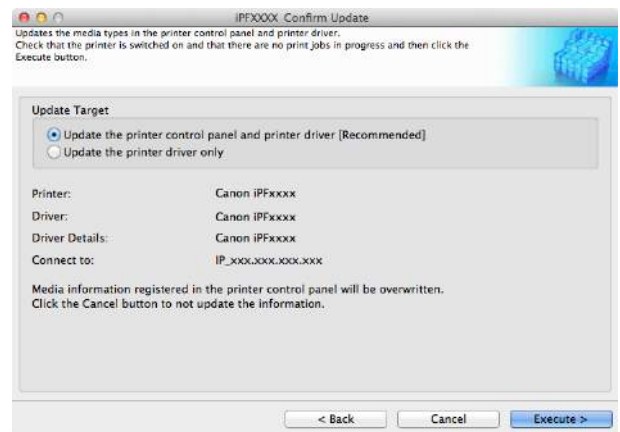 iPFXXXX Confirm Update
Updates the media types in the printer control panel and printer driver.
Check that the printer is switched on and that there are no print jobs in progress and then click the
Execute button.
Update Target
Update the printer control panel and printer driver [Recommended]
Update the printer driver only
Printer: Canon iPFxxxx
Driver: Canon iPFxxxx
Driver Details: Canon iPFxxxx
Connect to: IP_xxx.xxx.xxx.xxx
Media information registered in the printer control panel will be overwritten.
Click the Cancel button to not update the information.
< Back Cancel Execute >